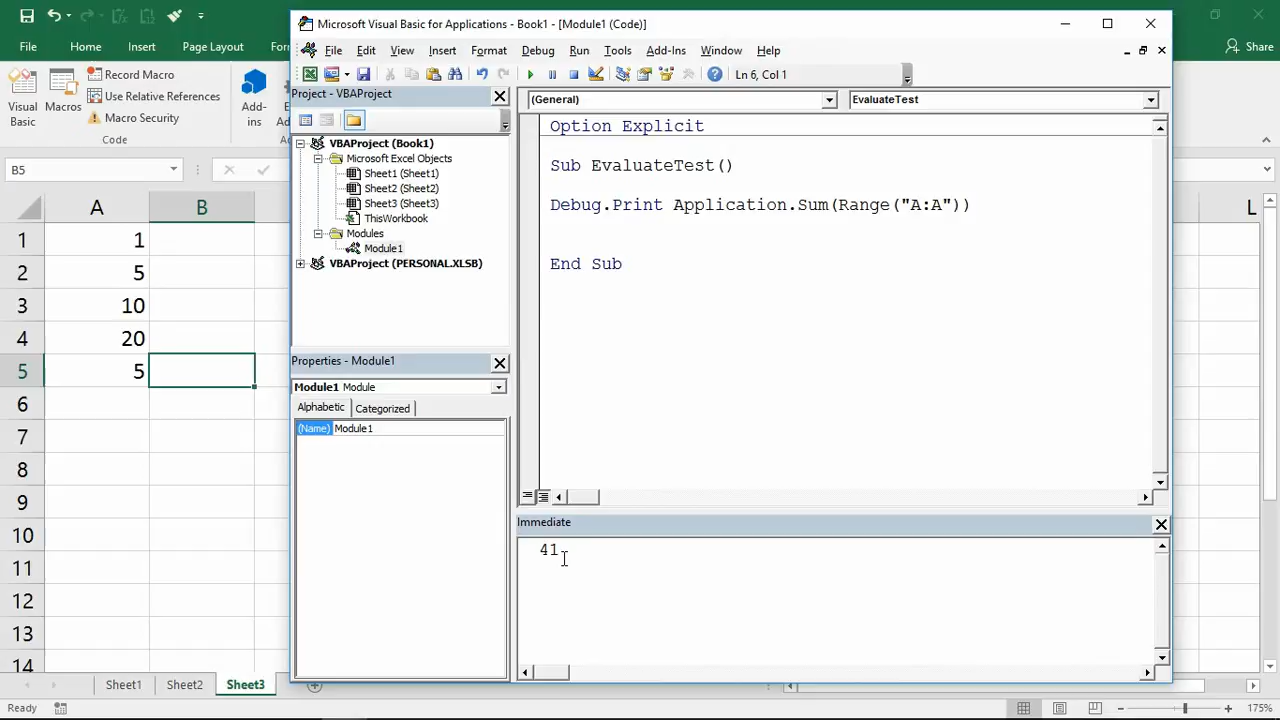 Microsoft Visual Basic for Applications - Book1 - [Module1 (Code)]
File Home Insert Page Layout
File Edit View Insert Format Debug Run Tools Add-Ins Window Help
Share
Ln 6, Col 1
Visual
Basic
Macros
Record Macro
Use Relative References
Macro Security
Add-
ins
Code
Project - VBAProject
(General)
EvaluateTest
VBAProject (Book1)
Microsoft Excel Objects
Sheet1 (Sheet1)
Sheet2 (Sheet2)
Sheet3 (Sheet3)
ThisWorkbook
Modules
Module1
VBAProject (PERSONAL.XLSB)
Option Explicit
Sub EvaluateTest()
Debug.Print Application.Sum(Range("A:A"))
End Sub
B5
A B L
1 1
2 5
3 10
4 20
5 5
6
7
8
9
10
11
12
13
14
Properties - Module1
Module1 Module
Alphabetic Categorized
(Name) Module1
Immediate
41
Sheet1 Sheet2 Sheet3
Ready
175%